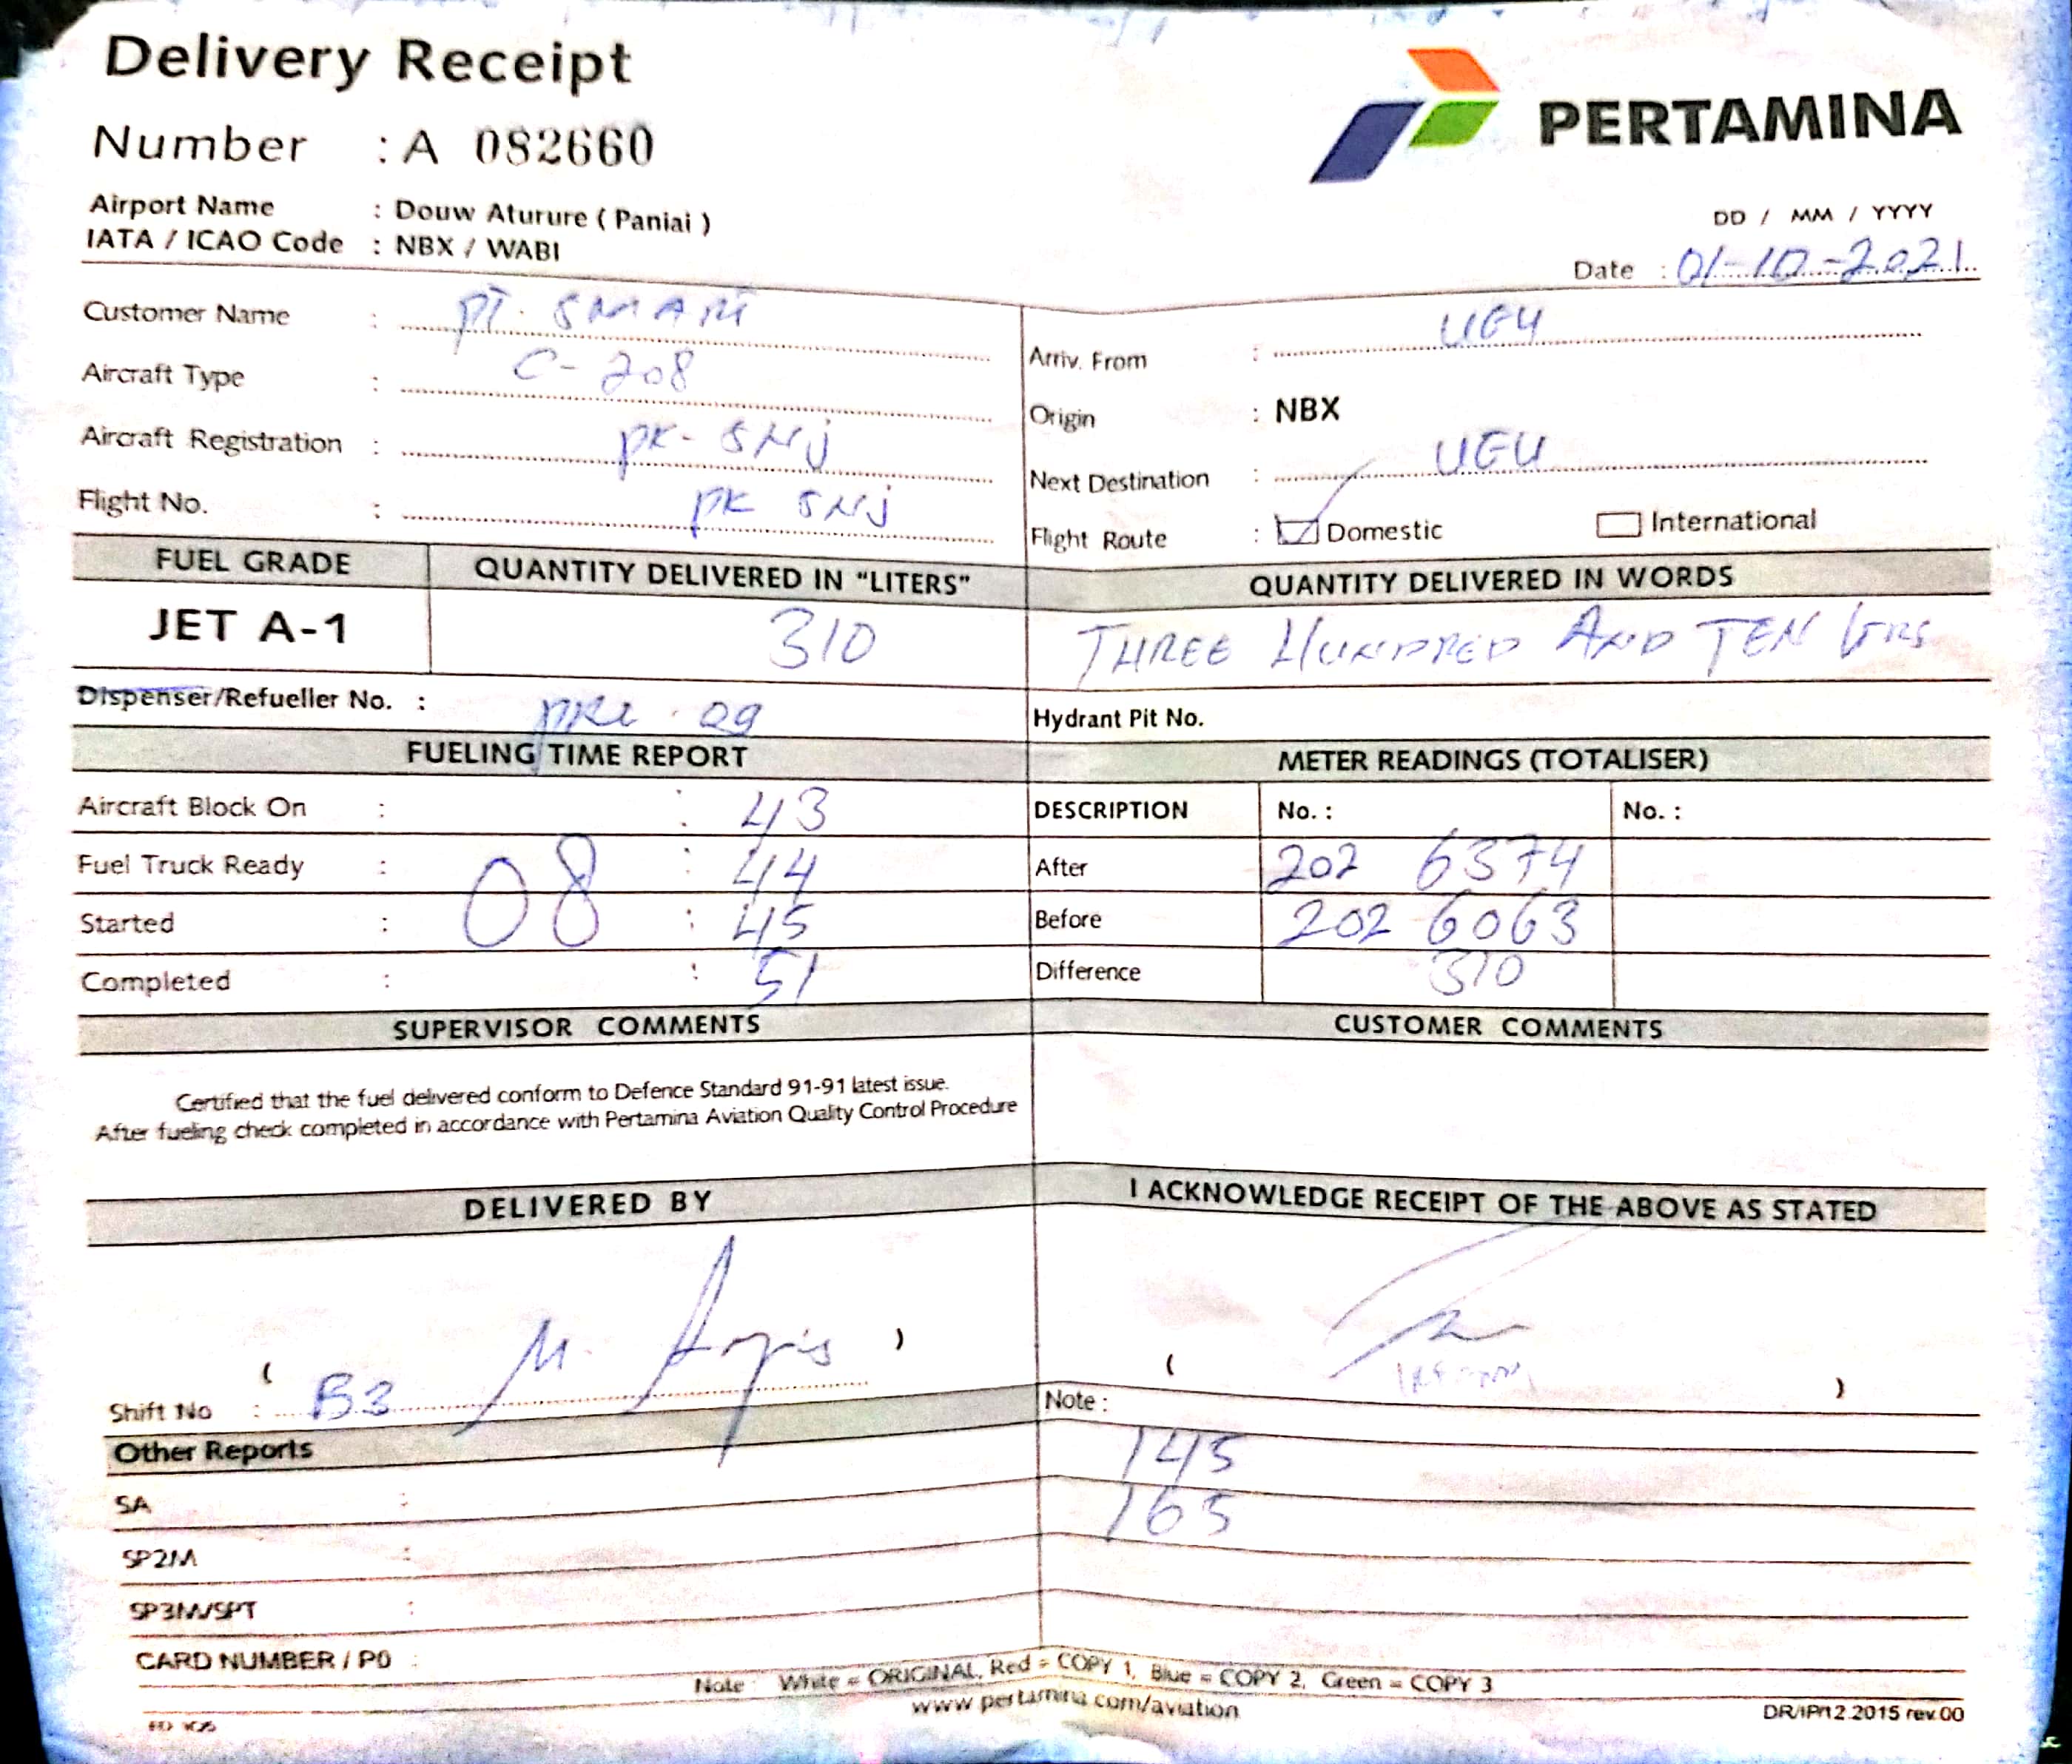 Delivery Receipt
PERTAMINA
Number : A 082660
Airport Name : Douw Aturure ( Paniai )
IATA / ICAO Code : NBX / WABI
DD / MM / YYYY
Date : 01-10-2021
Customer Name : PT. SMART
Aircraft Type : C-208
Aircraft Registration : PK-SNJ
Flight No. : PK SNJ
Arriv. From : UGU
Origin : NBX
Next Destination : UGU
Flight Route : Domestic International
FUEL GRADE QUANTITY DELIVERED IN "LITERS" QUANTITY DELIVERED IN WORDS
JET A-1 310 THREE HUNDRED AND TEN LTRS
Dispenser/Refueller No. : 09
Hydrant Pit No.
FUELING TIME REPORT
Aircraft Block On : : 43
Fuel Truck Ready : 08 : 44
Started : : 45
Completed : : 51
METER READINGS (TOTALISER)
DESCRIPTION No. : No. :
After 202 6374
Before 202 6063
Difference 310
SUPERVISOR COMMENTS
Certified that the fuel delivered conform to Defence Standard 91-91 latest issue.
After fueling check completed in accordance with Pertamina Aviation Quality Control Procedure
CUSTOMER COMMENTS
DELIVERED BY
( M. )
Shift No : B3
I ACKNOWLEDGE RECEIPT OF THE ABOVE AS STATED
( )
Other Reports
SA :
SP2M :
SP3M/SPT :
CARD NUMBER / PO :
Note :
145
165
Note : White = ORIGINAL, Red = COPY 1, Blue = COPY 2, Green = COPY 3
www.pertamina.com/aviation
DR/IP/12.2015 rev.00